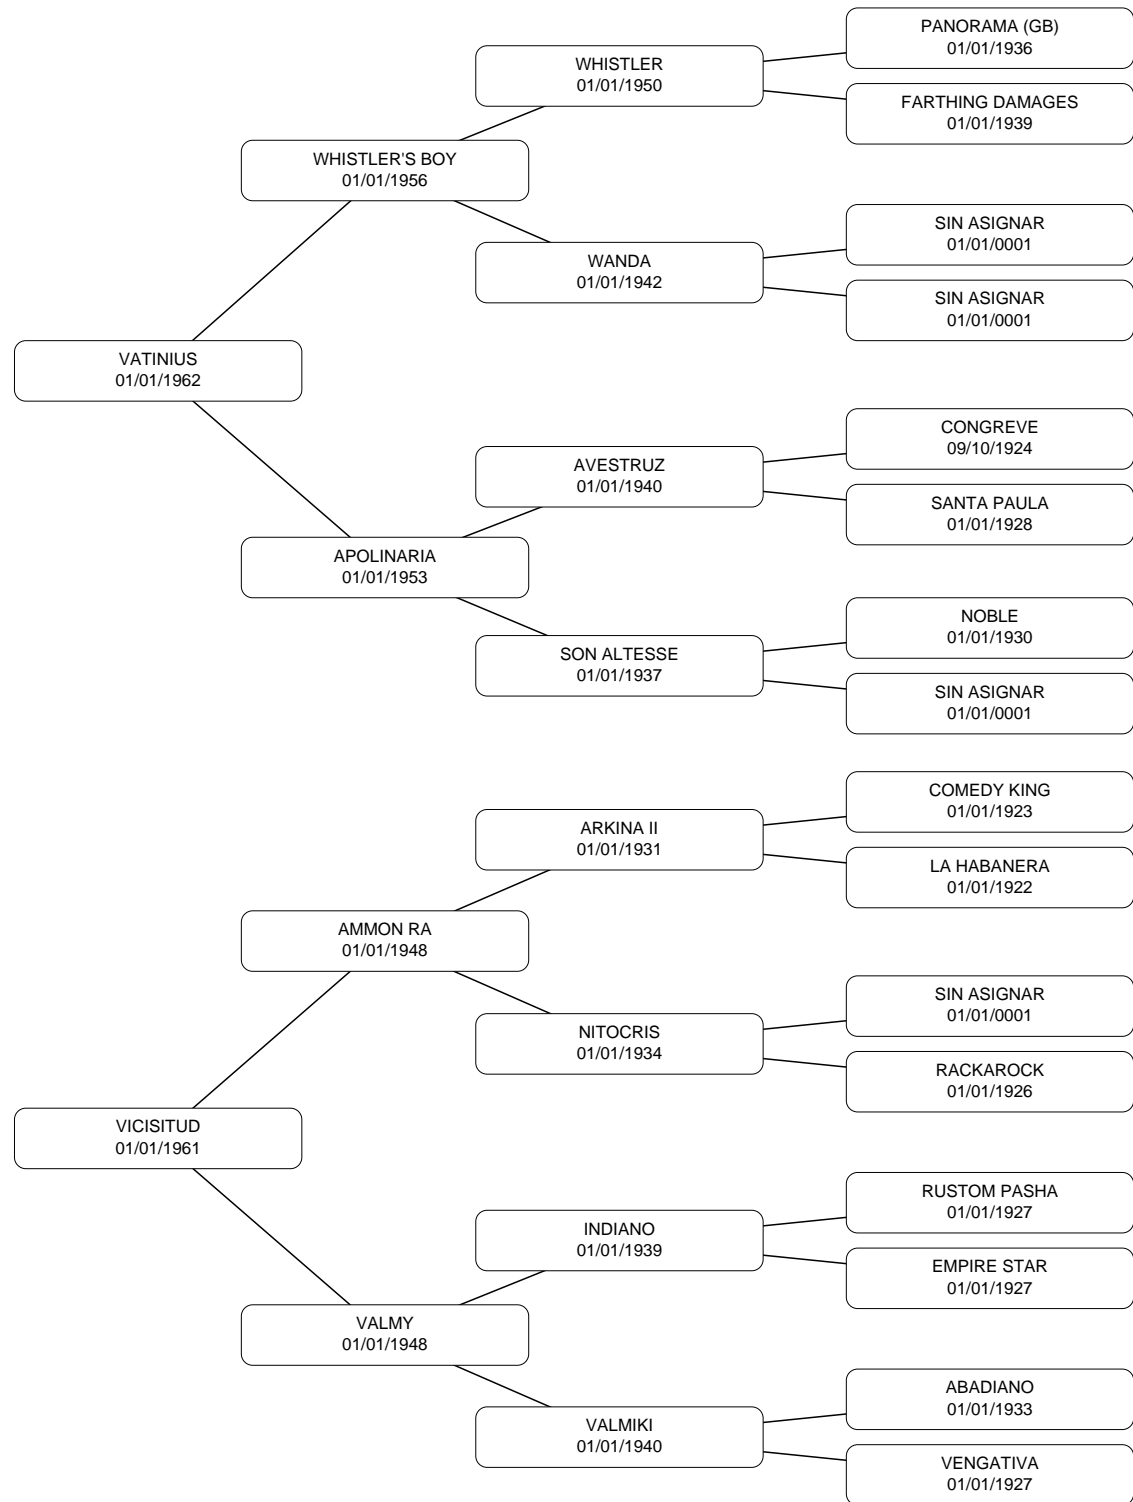 PANORAMA (GB)
01/01/1936
WHISTLER
01/01/1950
FARTHING DAMAGES
01/01/1939
WHISTLER'S BOY
01/01/1956
SIN ASIGNAR
01/01/0001
WANDA
01/01/1942
SIN ASIGNAR
01/01/0001
VATINIUS
01/01/1962
CONGREVE
09/10/1924
AVESTRUZ
01/01/1940
SANTA PAULA
01/01/1928
APOLINARIA
01/01/1953
NOBLE
01/01/1930
SON ALTESSE
01/01/1937
SIN ASIGNAR
01/01/0001
COMEDY KING
01/01/1923
ARKINA II
01/01/1931
LA HABANERA
01/01/1922
AMMON RA
01/01/1948
SIN ASIGNAR
01/01/0001
NITOCRIS
01/01/1934
RACKAROCK
01/01/1926
VICISITUD
01/01/1961
RUSTOM PASHA
01/01/1927
INDIANO
01/01/1939
EMPIRE STAR
01/01/1927
VALMY
01/01/1948
ABADIANO
01/01/1933
VALMIKI
01/01/1940
VENGATIVA
01/01/1927